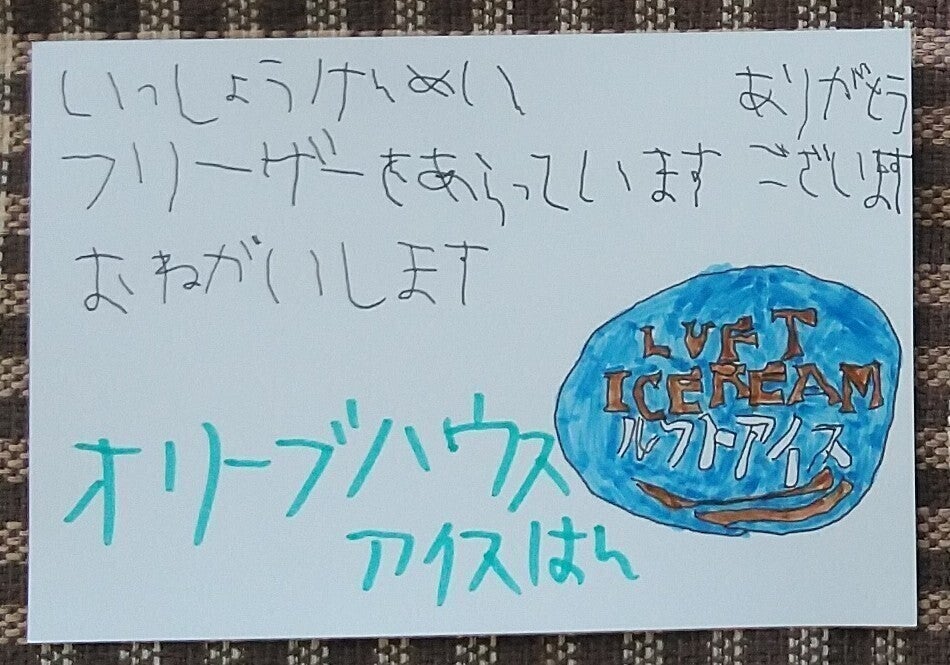 いっしょうけんめい
フリーザーをあらっています
おねがいします
ありがとう
ございます
LUFT
ICEREAM
ルフトアイス
オリーブハウス
アイスはん